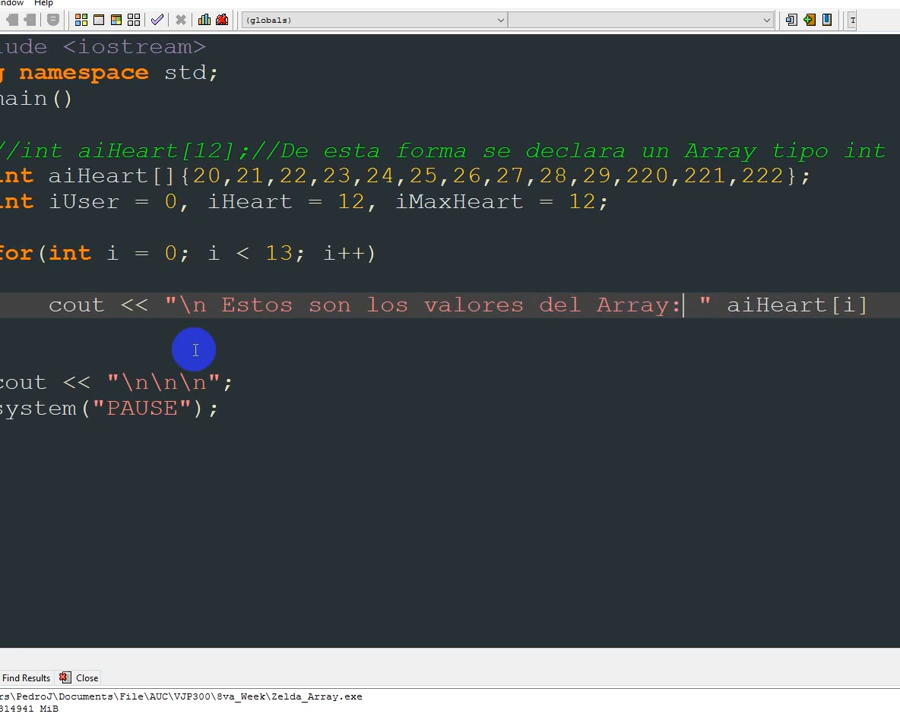 indow Help
(globals)
lude <iostream>
g namespace std;
main()
//int aiHeart[12];//De esta forma se declara un Array tipo int
int aiHeart[]{20,21,22,23,24,25,26,27,28,29,220,221,222};
int iUser = 0, iHeart = 12, iMaxHeart = 12;
for(int i = 0; i < 13; i++)
cout << "\n Estos son los valores del Array: " aiHeart[i]
cout << "\n\n\n";
system("PAUSE");
Find Results Close
rs\PedroJ\Documents\File\AUC\VJP300\8va_Week\Zelda_Array.exe
814941 MiB